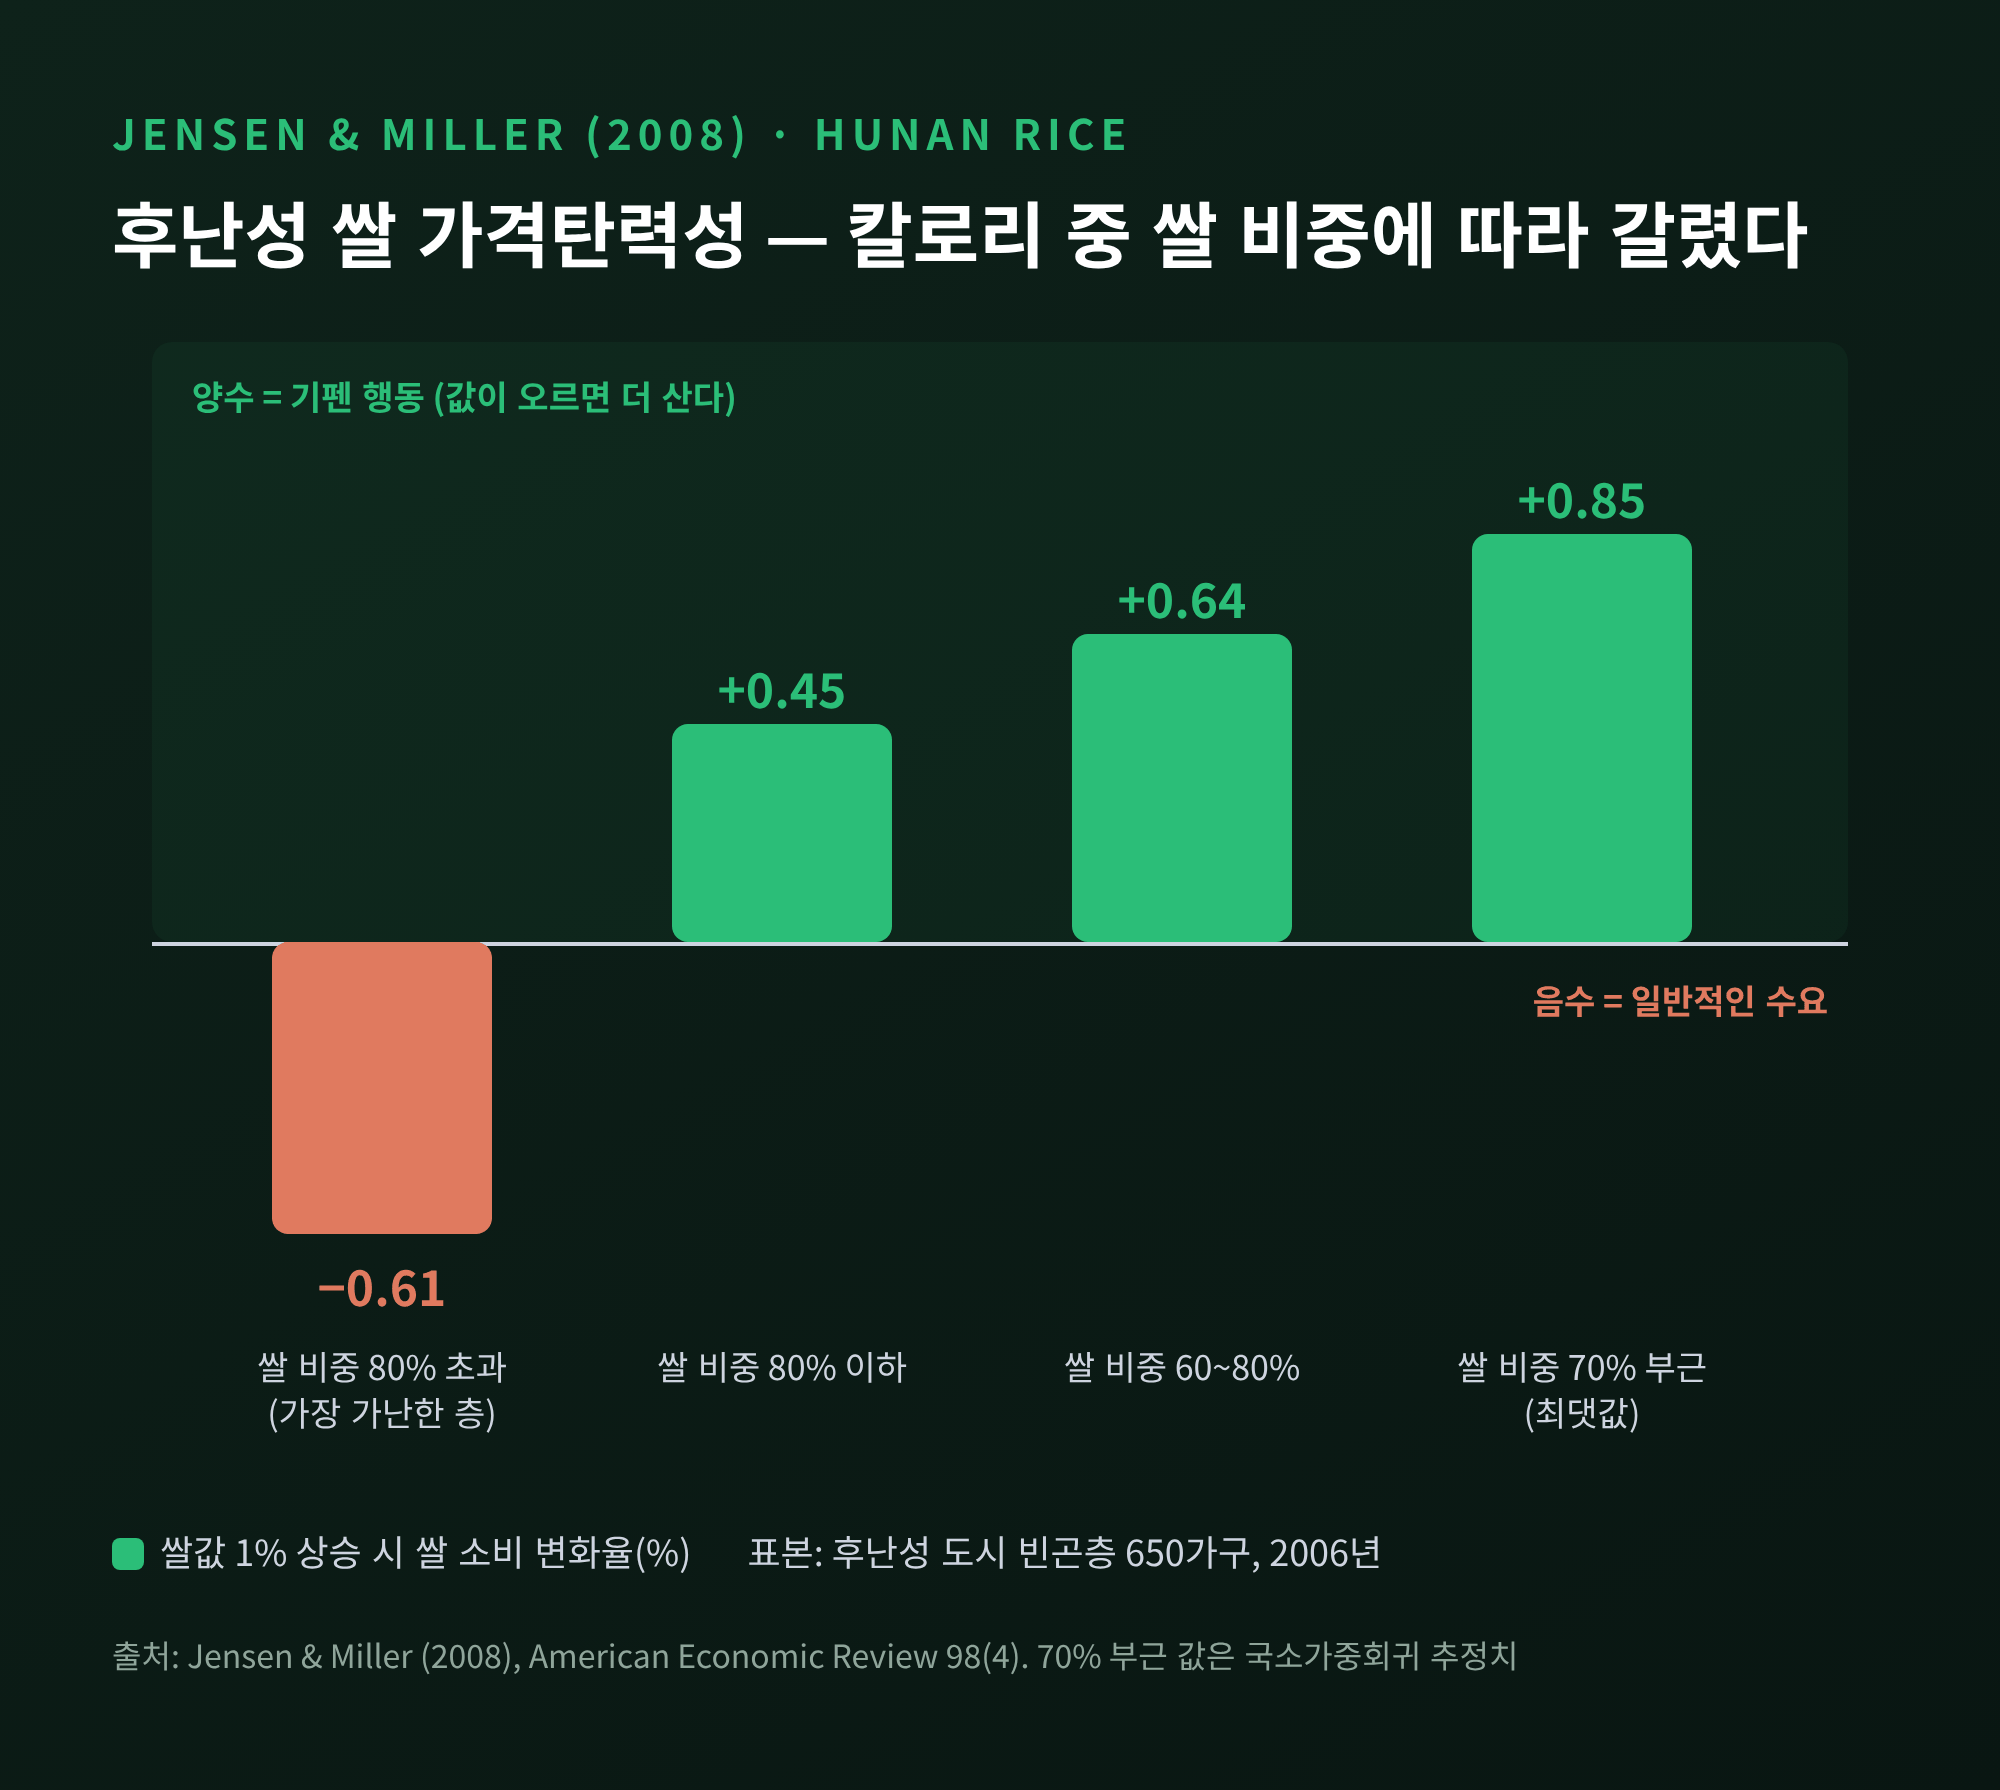 JENSEN & MILLER (2008) · HUNAN RICE
후난성 쌀 가격탄력성 — 칼로리 중 쌀 비중에 따라 갈렸다
양수 = 기펜 행동 (값이 오르면 더 산다)
+0.85
+0.64
+0.45
음수 = 일반적인 수요
−0.61
쌀 비중 80% 초과
(가장 가난한 층)
쌀 비중 80% 이하
쌀 비중 60~80%
쌀 비중 70% 부근
(최댓값)
쌀값 1% 상승 시 쌀 소비 변화율(%)
표본: 후난성 도시 빈곤층 650가구, 2006년
출처: Jensen & Miller (2008), American Economic Review 98(4). 70% 부근 값은 국소가중회귀 추정치